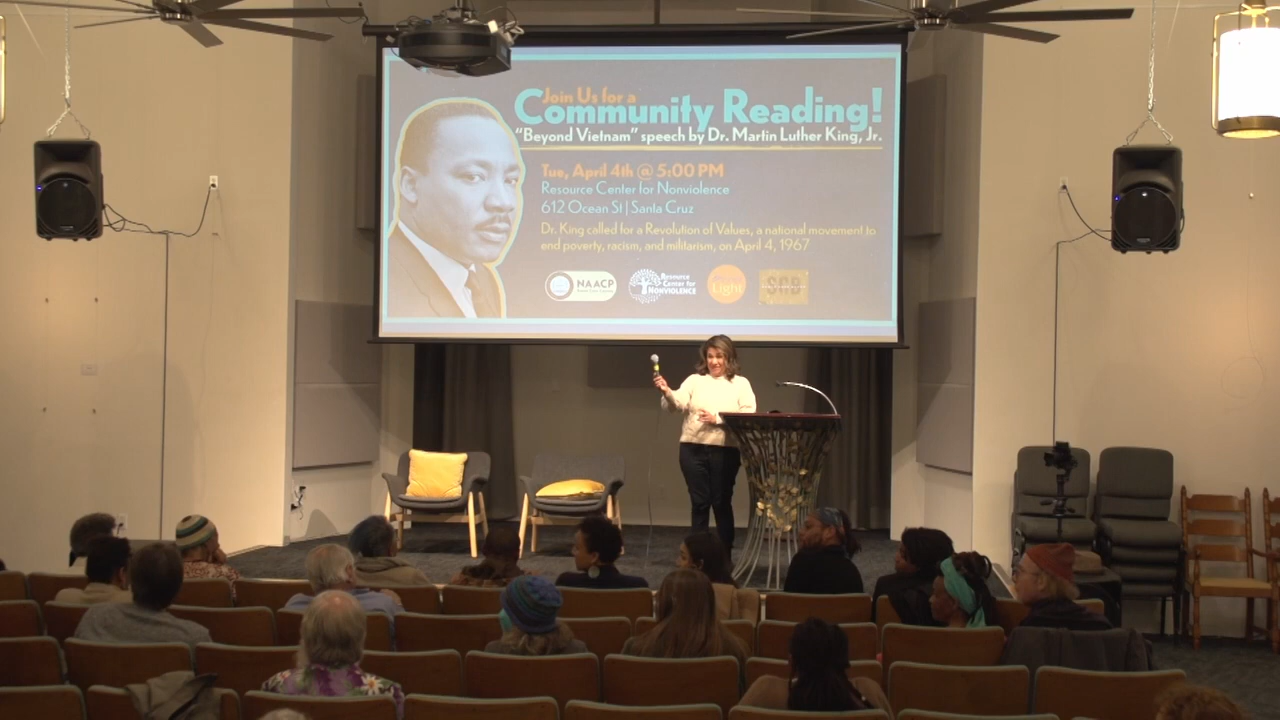 Join Us for a
Community Reading!
"Beyond Vietnam" speech by Dr. Martin Luther King, Jr.
Tue, April 4th @ 5:00 PM
Resource Center for Nonviolence
612 Ocean St | Santa Cruz
Dr. King called for a Revolution of Values, a national movement to
end poverty, racism, and militarism, on April 4, 1967
NAACP
Resource
Center for
Nonviolence
Light